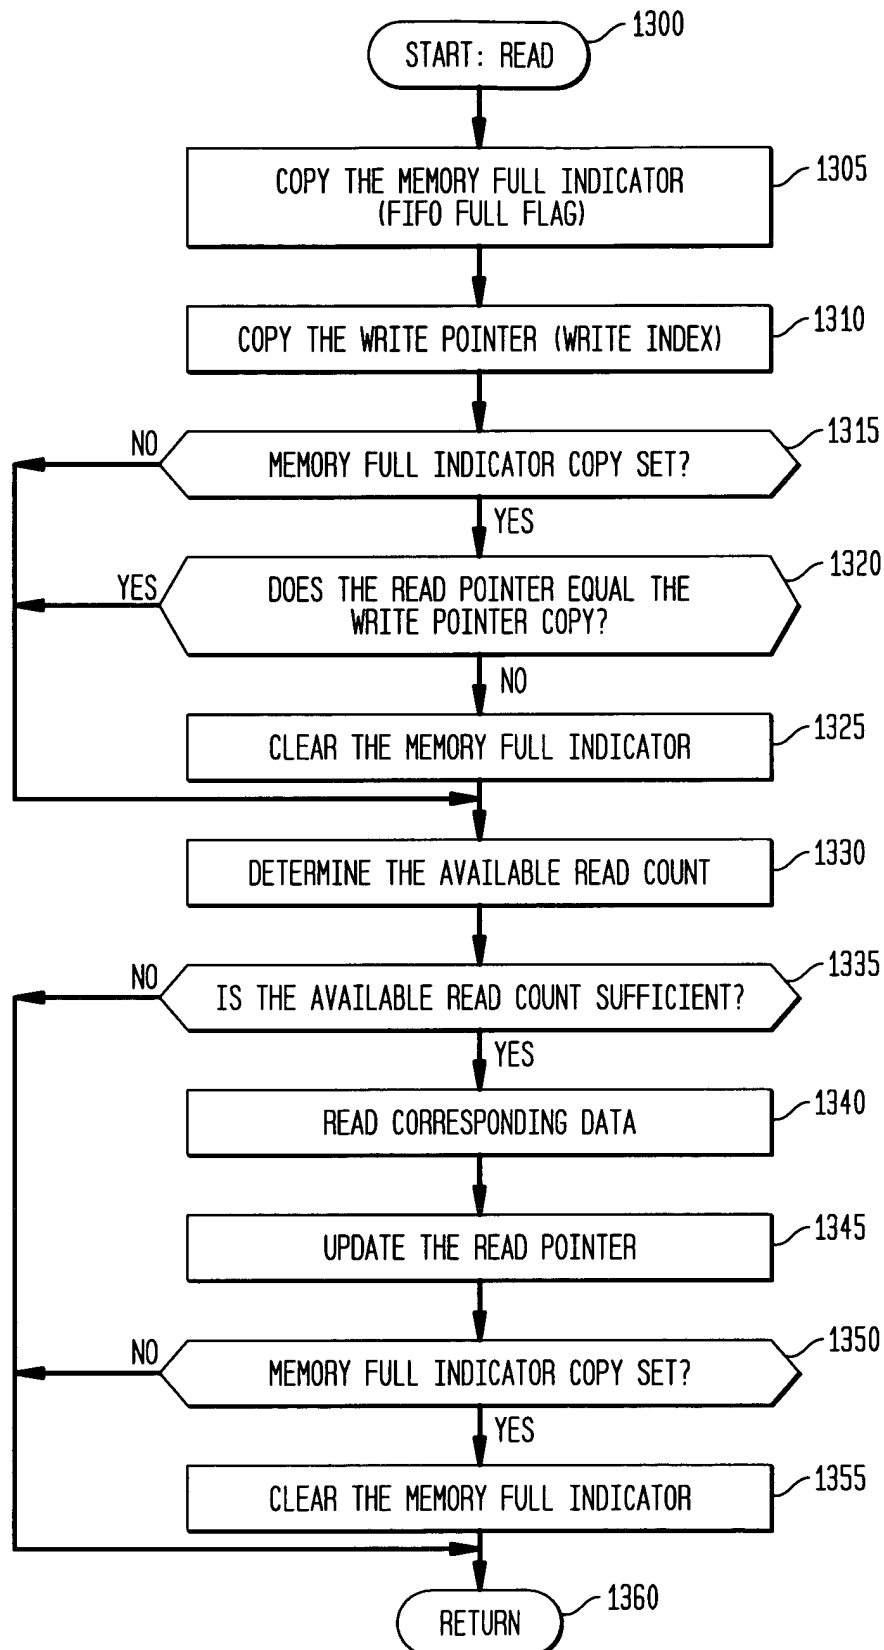 START: READ
1300
COPY THE MEMORY FULL INDICATOR
(FIFO FULL FLAG)
1305
COPY THE WRITE POINTER (WRITE INDEX)
1310
NO
MEMORY FULL INDICATOR COPY SET?
1315
YES
YES
DOES THE READ POINTER EQUAL THE
WRITE POINTER COPY?
1320
NO
CLEAR THE MEMORY FULL INDICATOR
1325
DETERMINE THE AVAILABLE READ COUNT
1330
NO
IS THE AVAILABLE READ COUNT SUFFICIENT?
1335
YES
READ CORRESPONDING DATA
1340
UPDATE THE READ POINTER
1345
NO
MEMORY FULL INDICATOR COPY SET?
1350
YES
CLEAR THE MEMORY FULL INDICATOR
1355
RETURN
1360